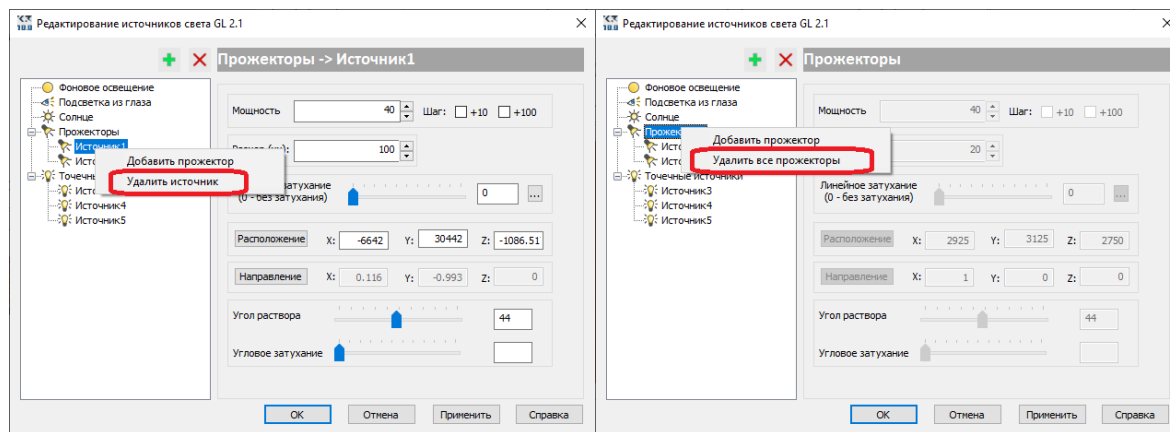 Редактирование источников света GL 2.1
Прожекторы -> Источник1
Фоновое освещение
Подсветка из глаза
Солнце
Прожекторы
Источник1
Добавить прожектор
Удалить источник
Источник4
Источник5
Мощность 40 Шаг: +10 +100
100
(0 - без затухания) 0 ...
Расположение X: -6642 Y: 30442 Z: -1086.51
Направление X: 0.116 Y: -0.993 Z: 0
Угол раствора 44
Угловое затухание
OK Отмена Применить Справка
Редактирование источников света GL 2.1
Прожекторы
Фоновое освещение
Подсветка из глаза
Солнце
Добавить прожектор
Удалить все прожекторы
Точечные источники
Источник3
Источник4
Источник5
Мощность 40 Шаг: +10 +100
20
Линейное затухание
(0 - без затухания) 0 ...
Расположение X: 2925 Y: 3125 Z: 2750
Направление X: 1 Y: 0 Z: 0
Угол раствора 44
Угловое затухание
OK Отмена Применить Справка